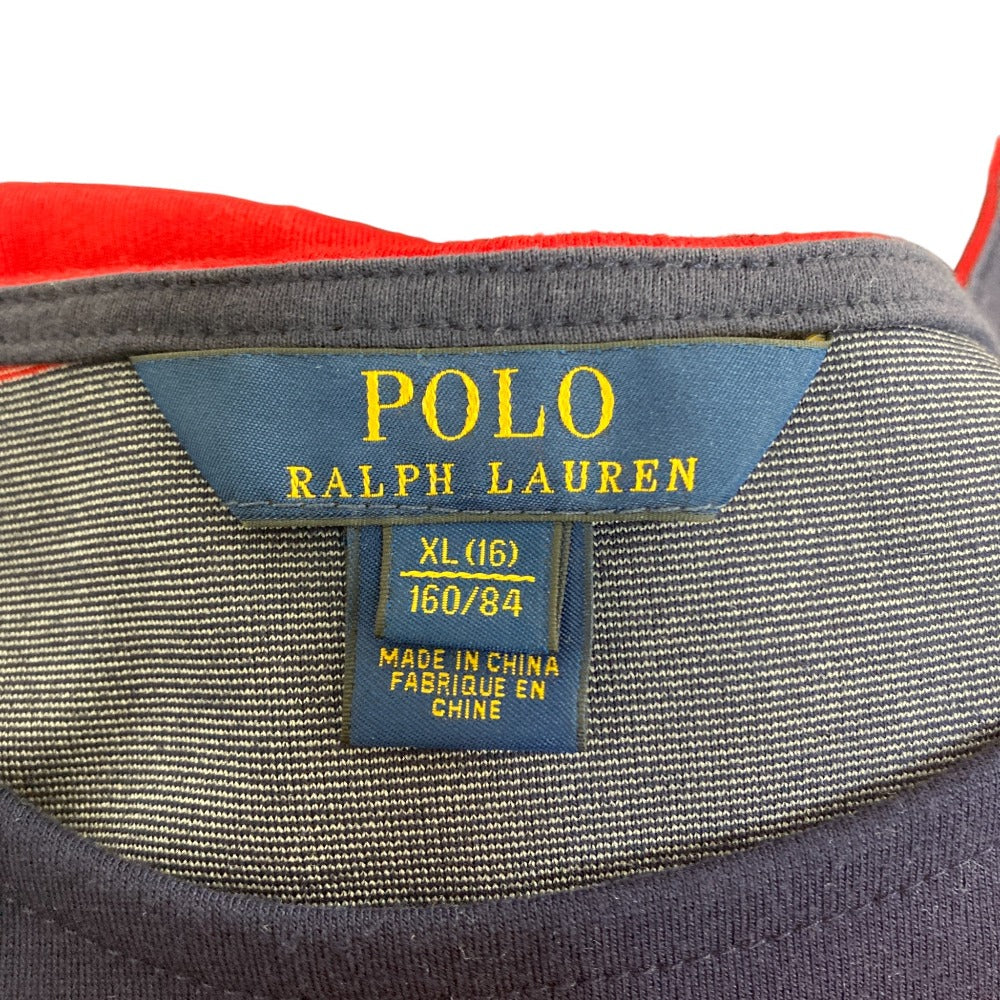 POLO
RALPH LAUREN
XL (16)
160/84
MADE IN CHINA
FABRIQUE EN
CHINE